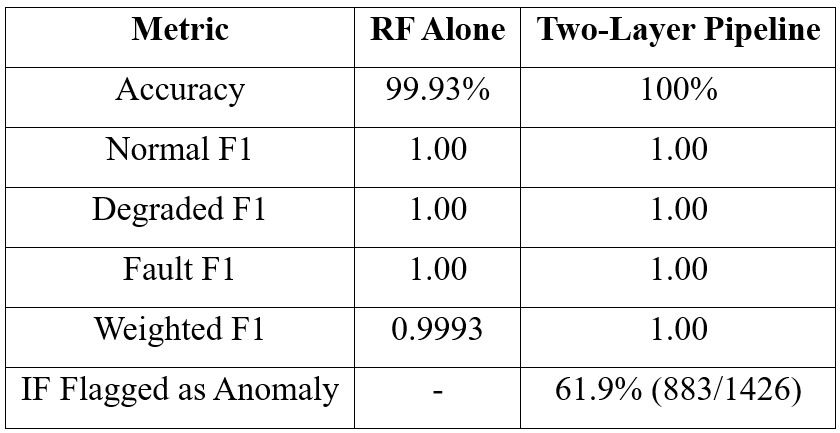 Metric RF Alone Two-Layer Pipeline
Accuracy 99.93% 100%
Normal F1 1.00 1.00
Degraded F1 1.00 1.00
Fault F1 1.00 1.00
Weighted F1 0.9993 1.00
IF Flagged as Anomaly - 61.9% (883/1426)